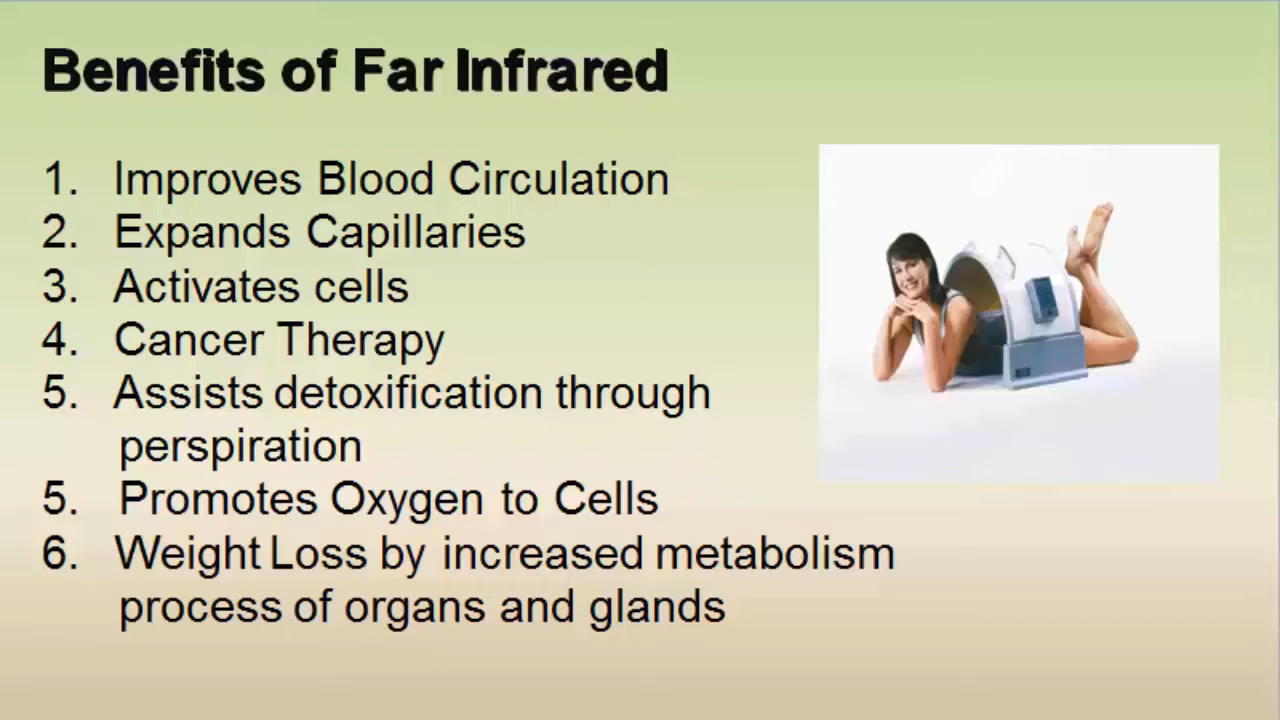 Benefits of Far Infrared
1. Improves Blood Circulation
2. Expands Capillaries
3. Activates cells
4. Cancer Therapy
5. Assists detoxification through
perspiration
5. Promotes Oxygen to Cells
6. Weight Loss by increased metabolism
process of organs and glands